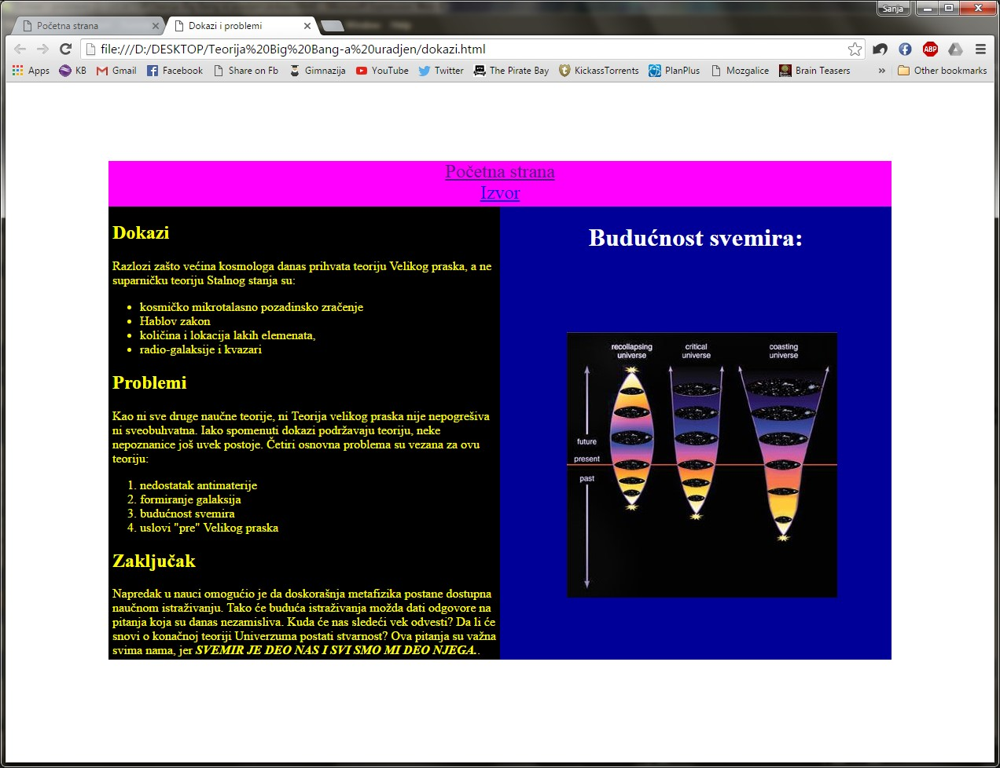 Sanja
Početna strana
Dokazi i problemi
file:///D:/DESKTOP/Teorija%20Big%20Bang-a%20uradjen/dokazi.html
ABP
Apps KB Gmail Facebook Share on Fb Gimnazija YouTube Twitter The Pirate Bay KickassTorrents PlanPlus Mozgalice Brain Teasers » Other bookmarks
Početna strana
Izvor
Dokazi
Razlozi zašto većina kosmologa danas prihvata teoriju Velikog praska, a ne
suparničku teoriju Stalnog stanja su:
• kosmičko mikrotalasno pozadinsko zračenje
• Hablov zakon
• količina i lokacija lakih elemenata,
• radio-galaksije i kvazari
Problemi
Kao ni sve druge naučne teorije, ni Teorija velikog praska nije nepogrešiva
ni sveobuhvatna. Iako spomenuti dokazi podržavaju teoriju, neke
nepoznanice još uvek postoje. Četiri osnovna problema su vezana za ovu
teoriju:
1. nedostatak antimaterije
2. formiranje galaksija
3. budućnost svemira
4. uslovi "pre" Velikog praska
Zaključak
Napredak u nauci omogućio je da doskorašnja metafizika postane dostupna
naučnom istraživanju. Tako će buduća istraživanja možda dati odgovore na
pitanja koja su danas nezamisliva. Kuda će nas sledeći vek odvesti? Da li će
snovi o konačnoj teoriji Univerzuma postati stvarnost? Ova pitanja su važna
svima nama, jer SVEMIR JE DEO NAS I SVI SMO MI DEO NJEGA..
Budućnost svemira:
recollapsing
universe
critical
universe
coasting
universe
future
present
past